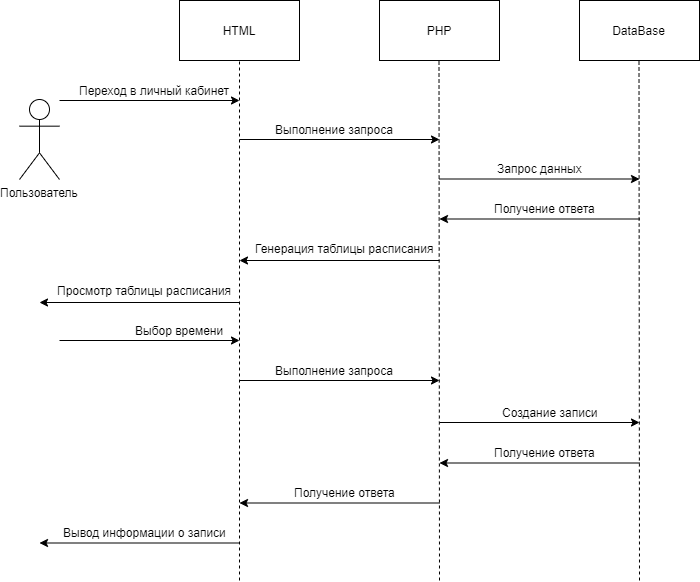 HTML
PHP
DataBase
Переход в личный кабинет
Выполнение запроса
Запрос данных
Пользователь
Получение ответа
Генерация таблицы расписания
Просмотр таблицы расписания
Выбор времени
Выполнение запроса
Создание записи
Получение ответа
Получение ответа
Вывод информации о записи